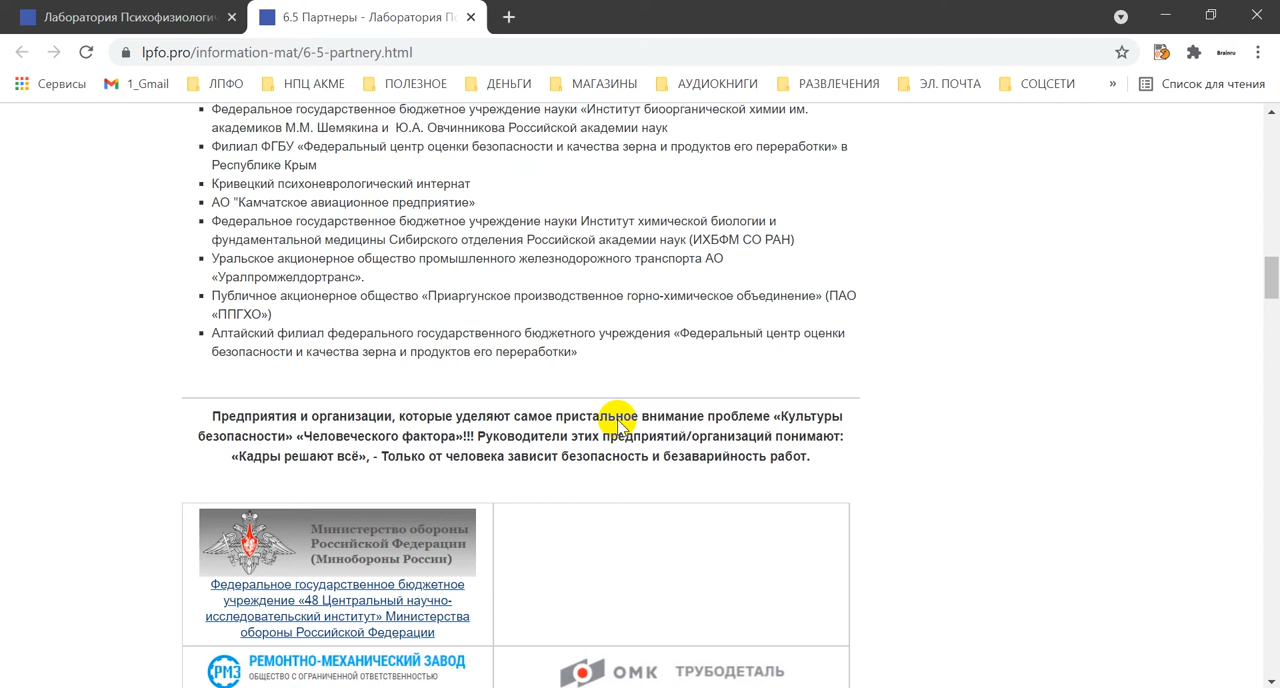 Лаборатория Психофизиологич
6.5 Партнеры - Лаборатория Пс
lpfo.pro/information-mat/6-5-partnery.html
Сервисы 1_Gmail ЛПФО НПЦ АКМЕ ПОЛЕЗНОЕ ДЕНЬГИ МАГАЗИНЫ АУДИОКНИГИ РАЗВЛЕЧЕНИЯ ЭЛ. ПОЧТА СОЦСЕТИ » Список для чтения
Федеральное государственное бюджетное учреждение науки «Институт биоорганической химии им.
академиков М.М. Шемякина и Ю.А. Овчинникова Российской академии наук
Филиал ФГБУ «Федеральный центр оценки безопасности и качества зерна и продуктов его переработки» в
Республике Крым
Кривецкий психоневрологический интернат
АО "Камчатское авиационное предприятие»
Федеральное государственное бюджетное учреждение науки Институт химической биологии и
фундаментальной медицины Сибирского отделения Российской академии наук (ИХБФМ СО РАН)
Уральское акционерное общество промышленного железнодорожного транспорта АО
«Уралпромжелдортранс».
Публичное акционерное общество «Приаргунское производственное горно-химическое объединение» (ПАО
«ППГХО»)
Алтайский филиал федерального государственного бюджетного учреждения «Федеральный центр оценки
безопасности и качества зерна и продуктов его переработки»
Предприятия и организации, которые уделяют самое пристальное внимание проблеме «Культуры
безопасности» «Человеческого фактора»!!! Руководители этих предприятий/организаций понимают:
«Кадры решают всё», - Только от человека зависит безопасность и безаварийность работ.
Министерство обороны
Российской Федерации
(Минобороны России)
Федеральное государственное бюджетное
учреждение «48 Центральный научно-
исследовательский институт» Министерства
обороны Российской Федерации
РМЗ РЕМОНТНО-МЕХАНИЧЕСКИЙ ЗАВОД
ОБЩЕСТВО С ОГРАНИЧЕННОЙ ОТВЕТСТВЕННОСТЬЮ
ОМК ТРУБОДЕТАЛЬ